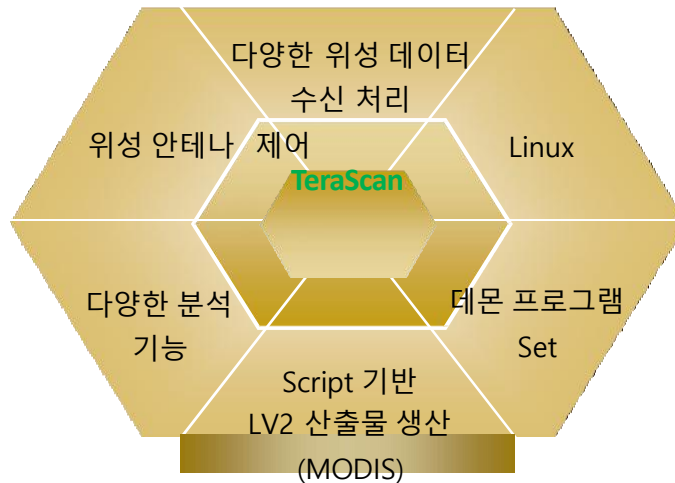 다양한 위성 데이터
수신 처리
위성 안테나 제어
Linux
TeraScan
다양한 분석
기능
데몬 프로그램
Set
Script 기반
LV2 산출물 생산
(MODIS)